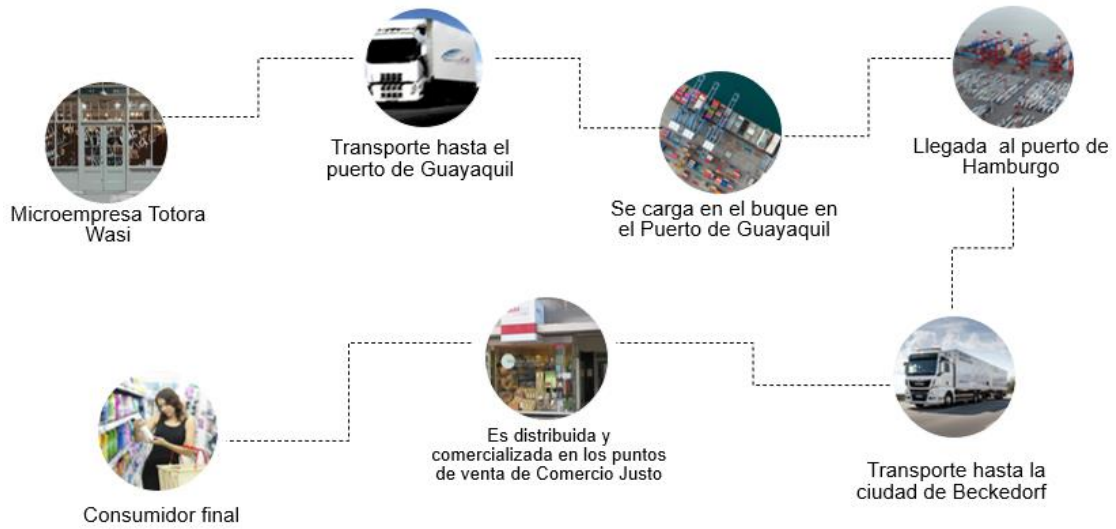 Microempresa Totora
Wasi
Transporte hasta el
puerto de Guayaquil
Se carga en el buque en
el Puerto de Guayaquil
Llegada al puerto de
Hamburgo
Transporte hasta la
ciudad de Beckedorf
Es distribuida y
comercializada en los puntos
de venta de Comercio Justo
Consumidor final